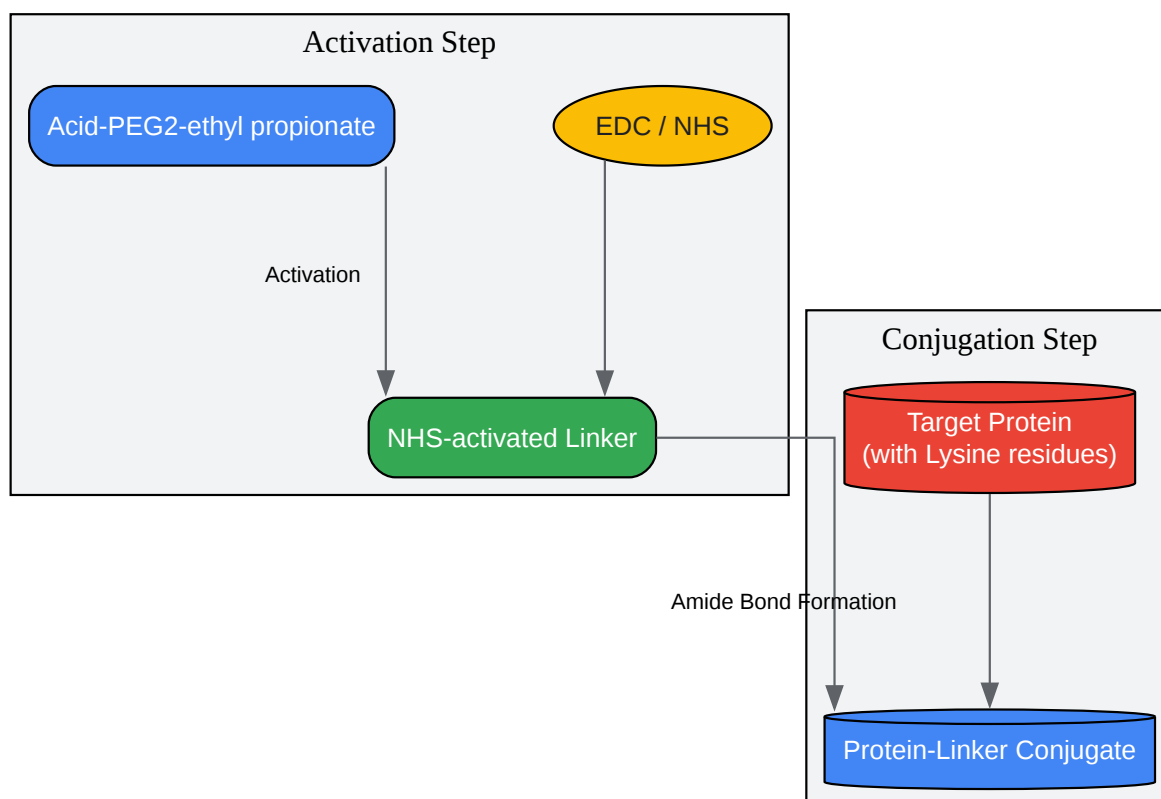 Activation Step
Acid-PEG2-ethyl propionate
EDC / NHS
Activation
NHS-activated Linker
Conjugation Step
Target Protein
(with Lysine residues)
Amide Bond Formation
Protein-Linker Conjugate